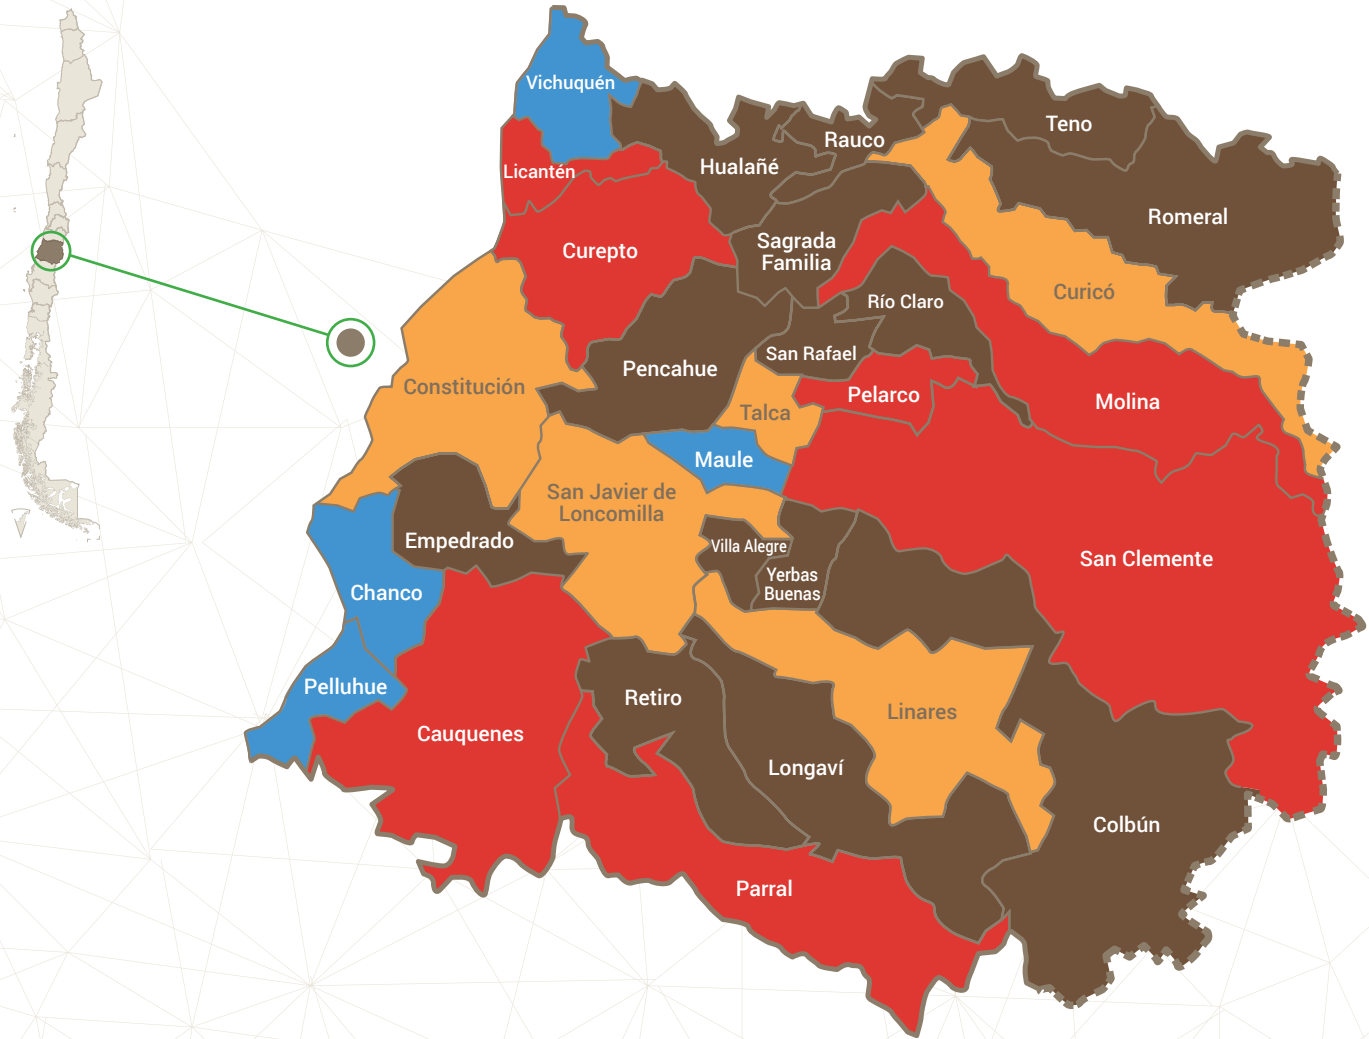 Vichuquén
Teno
Rauco
Hualañé
Licantén
Romeral
Sagrada
Familia
Curepto
Curicó
Río Claro
San Rafael
Pencahue
Constitución
Pelarco
Molina
Talca
Maule
San Javier de
Loncomilla
Empedrado
Villa Alegre
San Clemente
Yerbas
Buenas
Chanco
Pelluhue
Retiro
Linares
Cauquenes
Longaví
Colbún
Parral